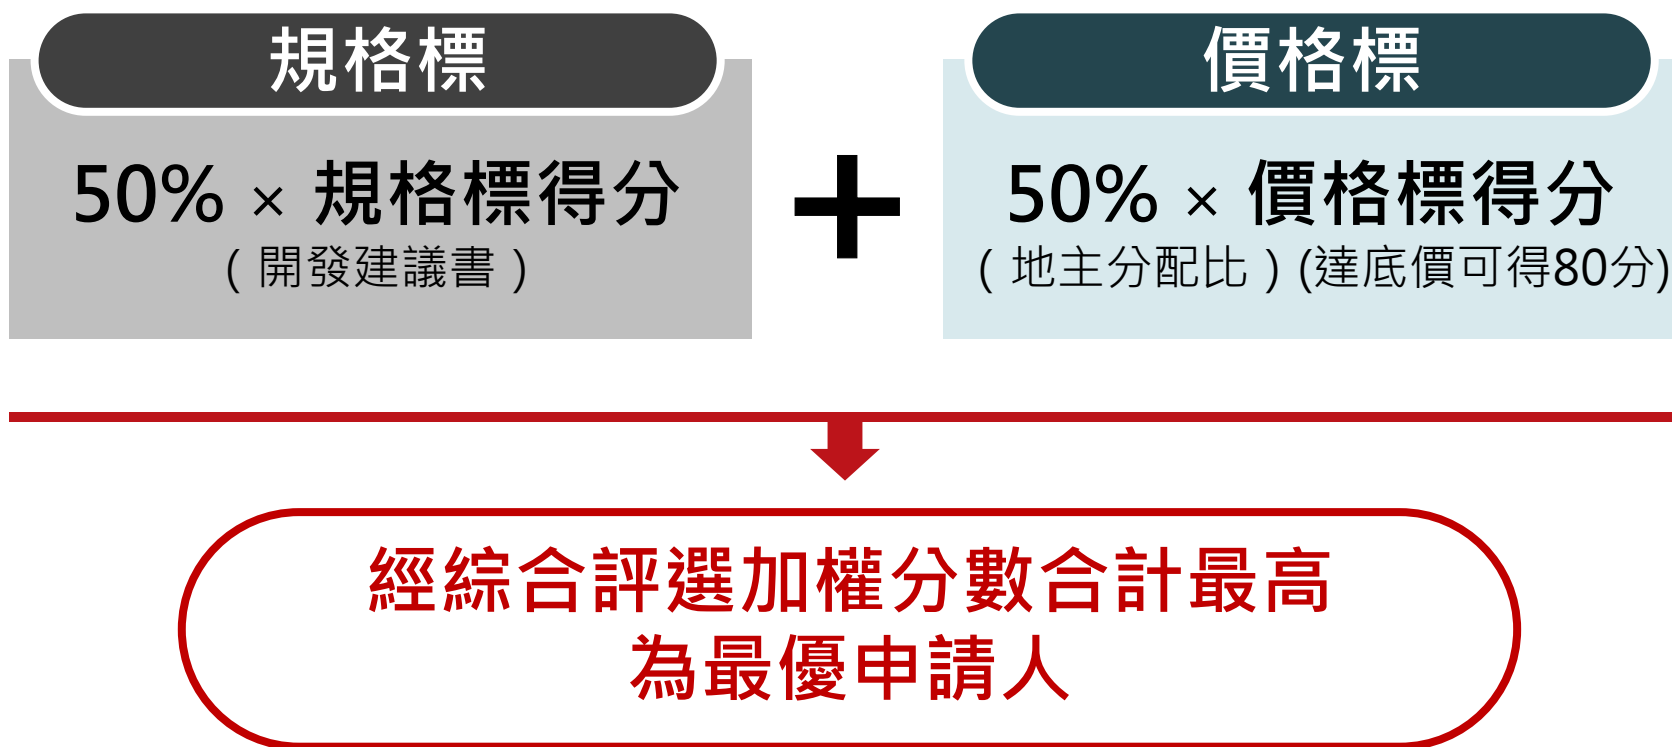 規格標
50% × 規格標得分
( 開發建議書 )
+
價格標
50% × 價格標得分
( 地主分配比 ) (達底價可得80分)
經綜合評選加權分數合計最高
為最優申請人